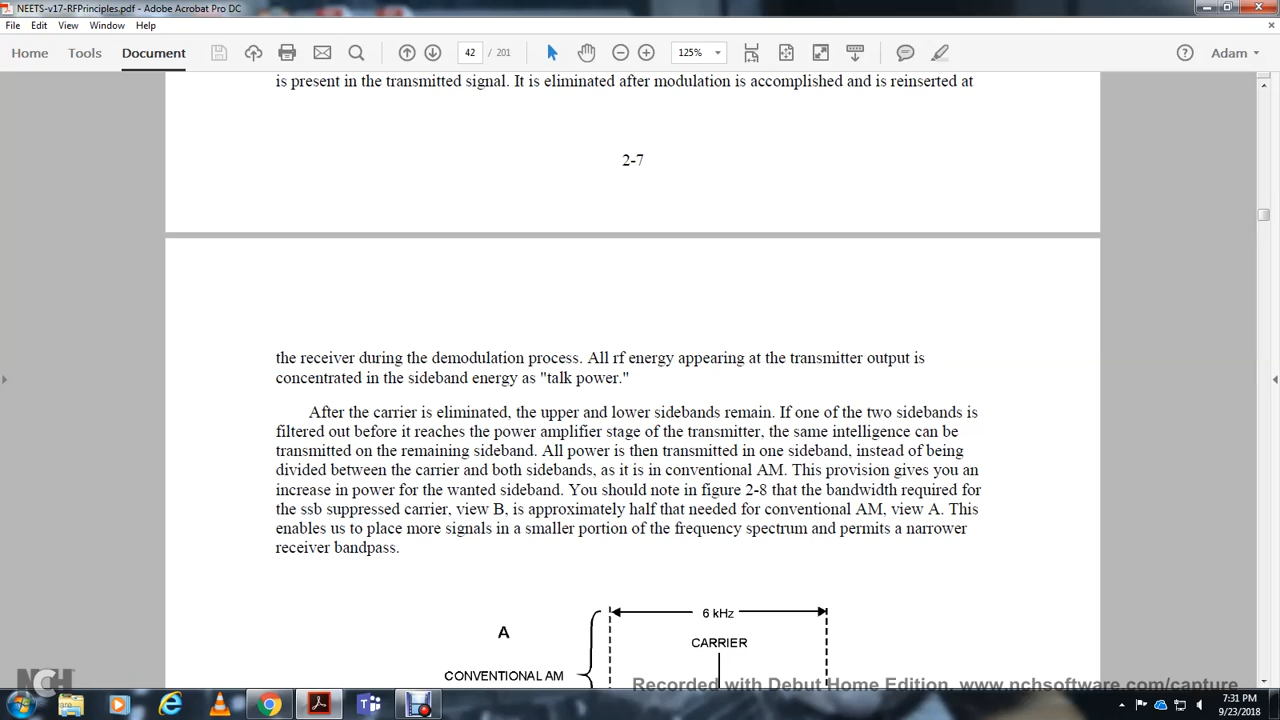 NEETS-v17-RFPrinciples.pdf - Adobe Acrobat Pro DC
File Edit View Window Help
Home Tools Document 42 / 201 125% Adam
is present in the transmitted signal. It is eliminated after modulation is accomplished and is reinserted at
2-7
the receiver during the demodulation process. All rf energy appearing at the transmitter output is
concentrated in the sideband energy as "talk power."
After the carrier is eliminated, the upper and lower sidebands remain. If one of the two sidebands is
filtered out before it reaches the power amplifier stage of the transmitter, the same intelligence can be
transmitted on the remaining sideband. All power is then transmitted in one sideband, instead of being
divided between the carrier and both sidebands, as it is in conventional AM. This provision gives you an
increase in power for the wanted sideband. You should note in figure 2-8 that the bandwidth required for
the ssb suppressed carrier, view B, is approximately half that needed for conventional AM, view A. This
enables us to place more signals in a smaller portion of the frequency spectrum and permits a narrower
receiver bandpass.
6 kHz
A
CARRIER
CONVENTIONAL AM
NCH
Recorded with Debut Home Edition. www.nchsoftware.com/capture
7:31 PM
9/23/2018